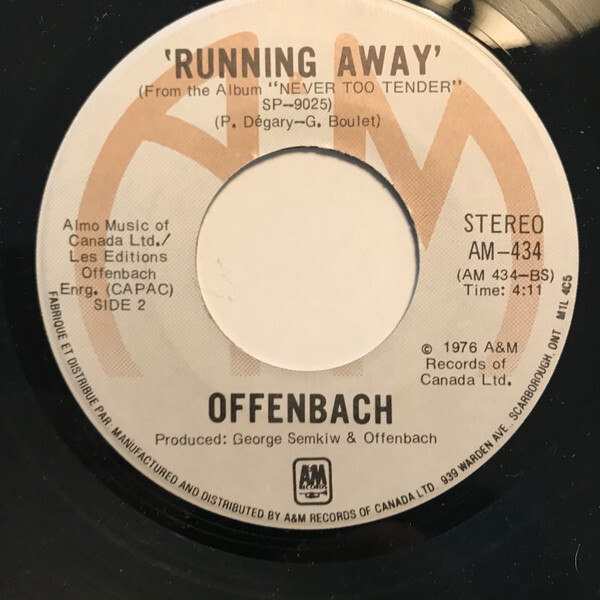 'RUNNING AWAY'
(From the Album "NEVER TOO TENDER"
SP-9025)
(P. Dégary-G. Boulet)
Almo Music of
Canada Ltd./
Les Editions
Offenbach
Enrg. (CAPAC)
SIDE 2
STEREO
AM-434
(AM 434-BS)
Time: 4:11
© 1976 A&M
Records of
Canada Ltd.
OFFENBACH
Produced: George Semkiw & Offenbach
AM
RECORDS
FABRIQUE ET DISTRIBUE PAR. MANUFACTURED AND DISTRIBUTED BY A&M RECORDS OF CANADA LTD. 939 WARDEN AVE., SCARBOROUGH, ONT. M1L 4C5